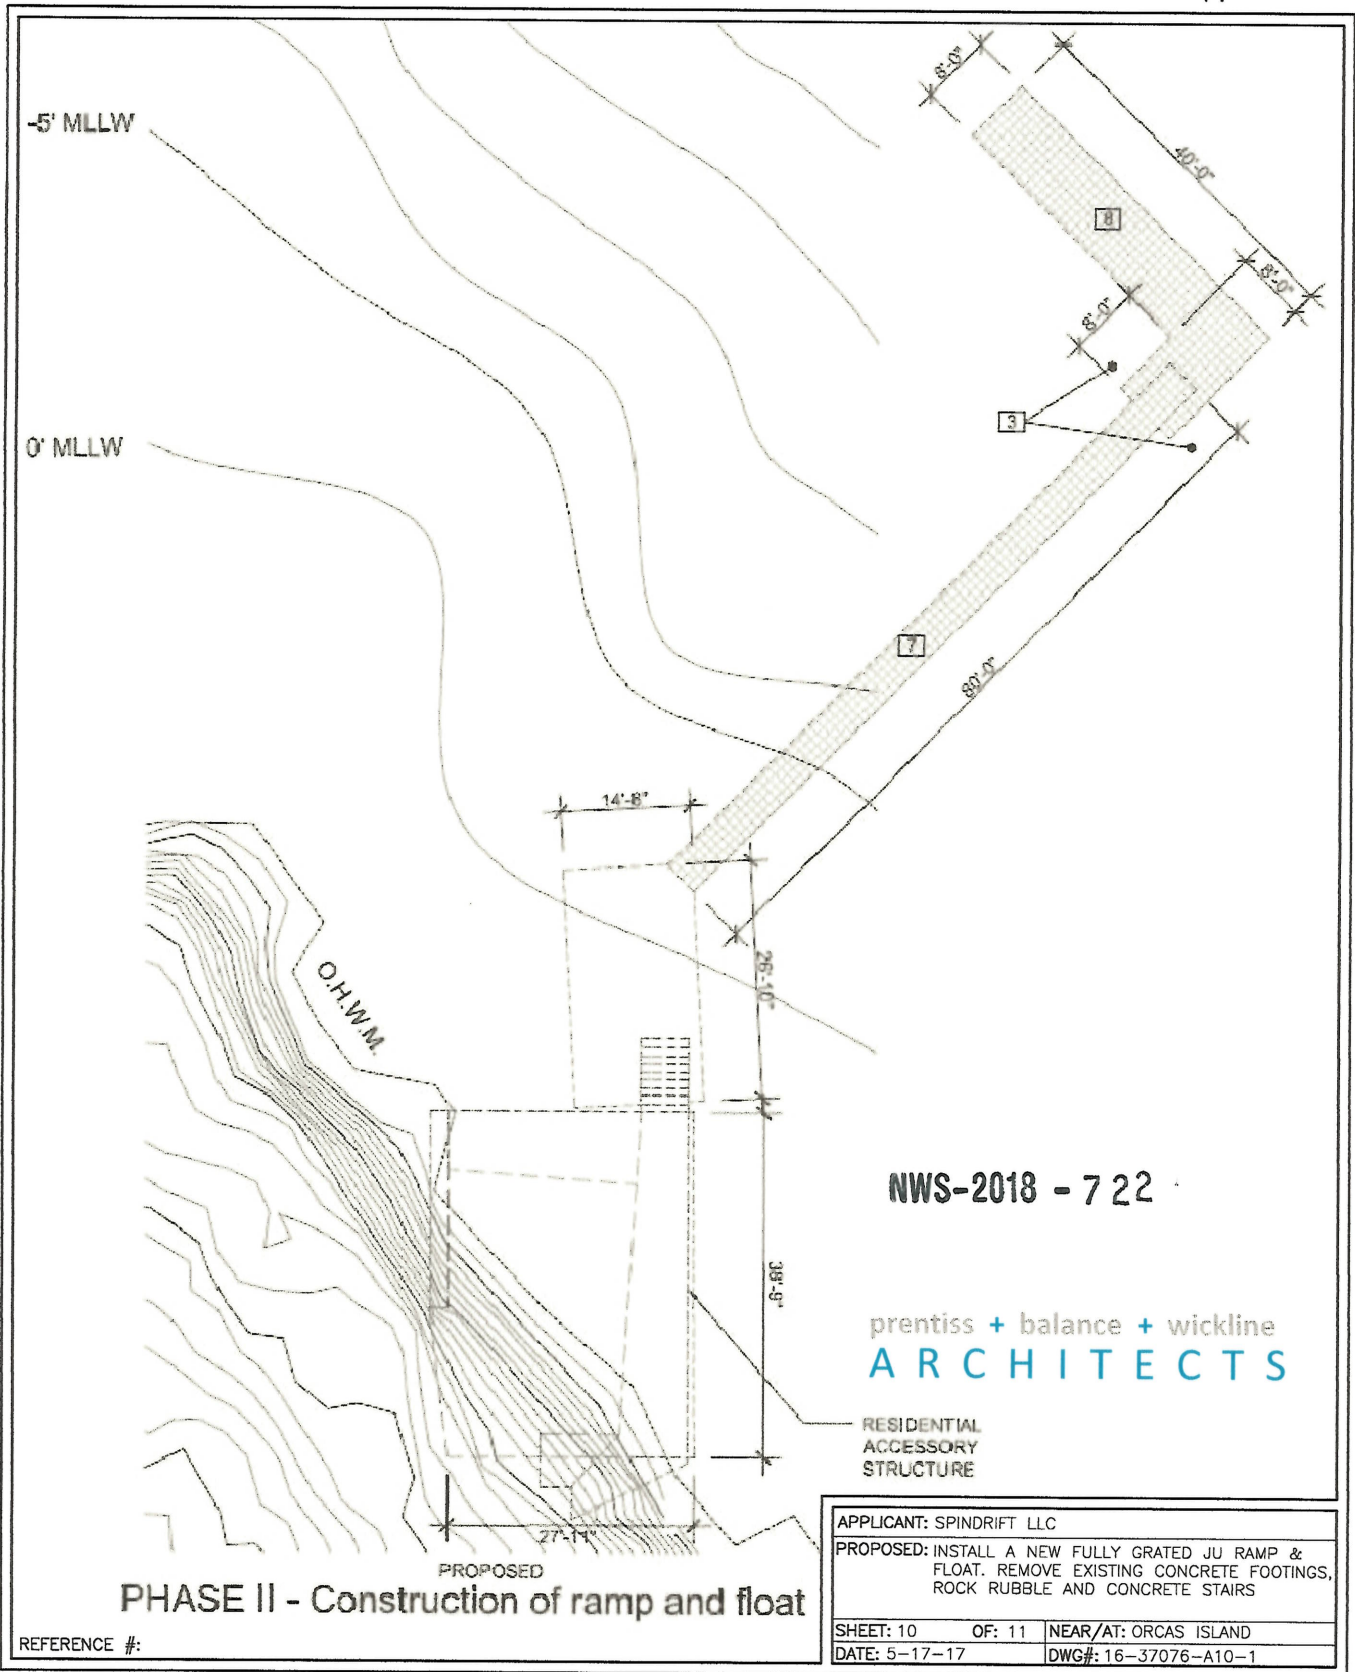 -5' MLLW
8'-0"
40'-0"
8
8'-0"
8'-0"
3
0' MLLW
7
80'-0"
14'-8"
26'-10"
O.H.W.M.
NWS-2018 - 722
38'-9"
prentiss + balance + wickline
ARCHITECTS
RESIDENTIAL
ACCESSORY
STRUCTURE
27'-11"
PROPOSED
PHASE II - Construction of ramp and float
REFERENCE #:
APPLICANT: SPINDRIFT LLC
PROPOSED: INSTALL A NEW FULLY GRATED JU RAMP &
FLOAT. REMOVE EXISTING CONCRETE FOOTINGS,
ROCK RUBBLE AND CONCRETE STAIRS
SHEET: 10 OF: 11 NEAR/AT: ORCAS ISLAND
DATE: 5-17-17 DWG#: 16-37076-A10-1